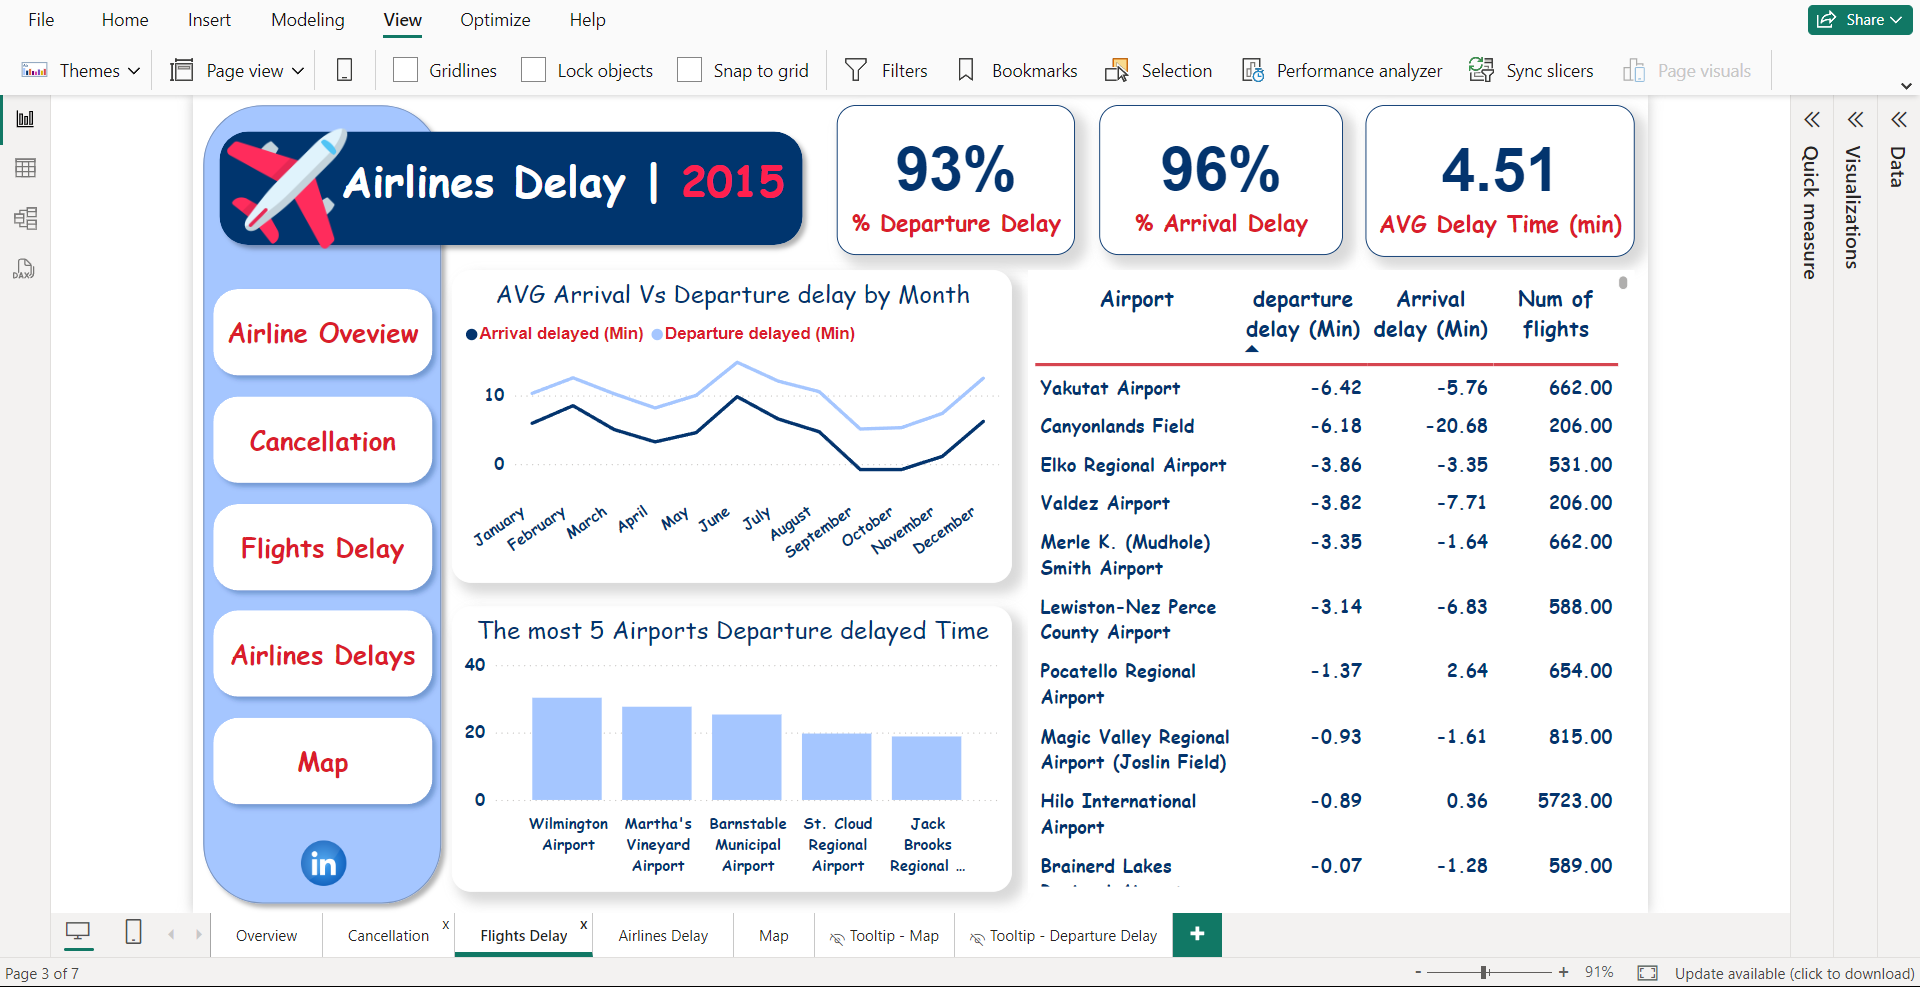 File Home Insert Modeling View Optimize Help Share
Themes Page view Gridlines Lock objects Snap to grid Filters Bookmarks Selection Performance analyzer Sync slicers Page visuals
DAX
Airlines Delay | 2015
93%
% Departure Delay
96%
% Arrival Delay
4.51
AVG Delay Time (min)
Airline Oveview
Cancellation
Flights Delay
Airlines Delays
Map
in
AVG Arrival Vs Departure delay by Month
Arrival delayed (Min) Departure delayed (Min)
10
0
January February March April May June July August September October November December
The most 5 Airports Departure delayed Time
40
20
0
Wilmington Airport
Martha's Vineyard Airport
Barnstable Municipal Airport
St. Cloud Regional Airport
Jack Brooks Regional ...
Airport departure delay (Min) Arrival delay (Min) Num of flights
Yakutat Airport -6.42 -5.76 662.00
Canyonlands Field -6.18 -20.68 206.00
Elko Regional Airport -3.86 -3.35 531.00
Valdez Airport -3.82 -7.71 206.00
Merle K. (Mudhole) -3.35 -1.64 662.00
Smith Airport
Lewiston-Nez Perce -3.14 -6.83 588.00
County Airport
Pocatello Regional -1.37 2.64 654.00
Airport
Magic Valley Regional -0.93 -1.61 815.00
Airport (Joslin Field)
Hilo International -0.89 0.36 5723.00
Airport
Brainerd Lakes -0.07 -1.28 589.00
Quick measure
Visualizations
Data
Overview Cancellation x Flights Delay x Airlines Delay Map Tooltip - Map Tooltip - Departure Delay +
Page 3 of 7 - + 91% Update available (click to download)